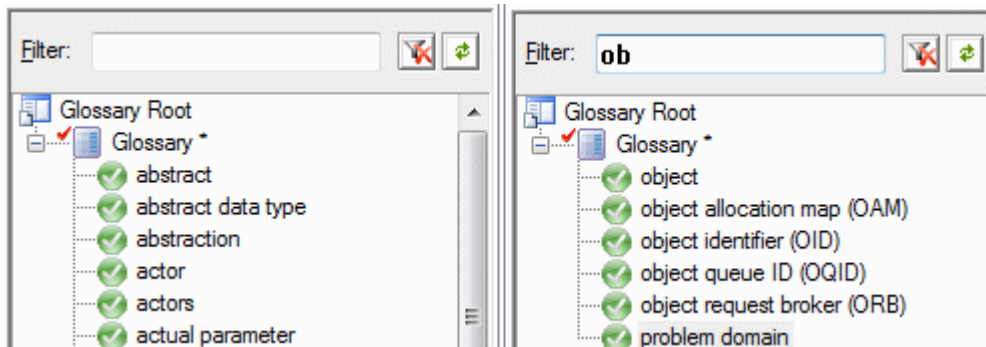 Filter:
Glossary Root
Glossary *
abstract
abstract data type
abstraction
actor
actors
actual parameter
Filter: ob
Glossary Root
Glossary *
object
object allocation map (OAM)
object identifier (OID)
object queue ID (OQID)
object request broker (ORB)
problem domain